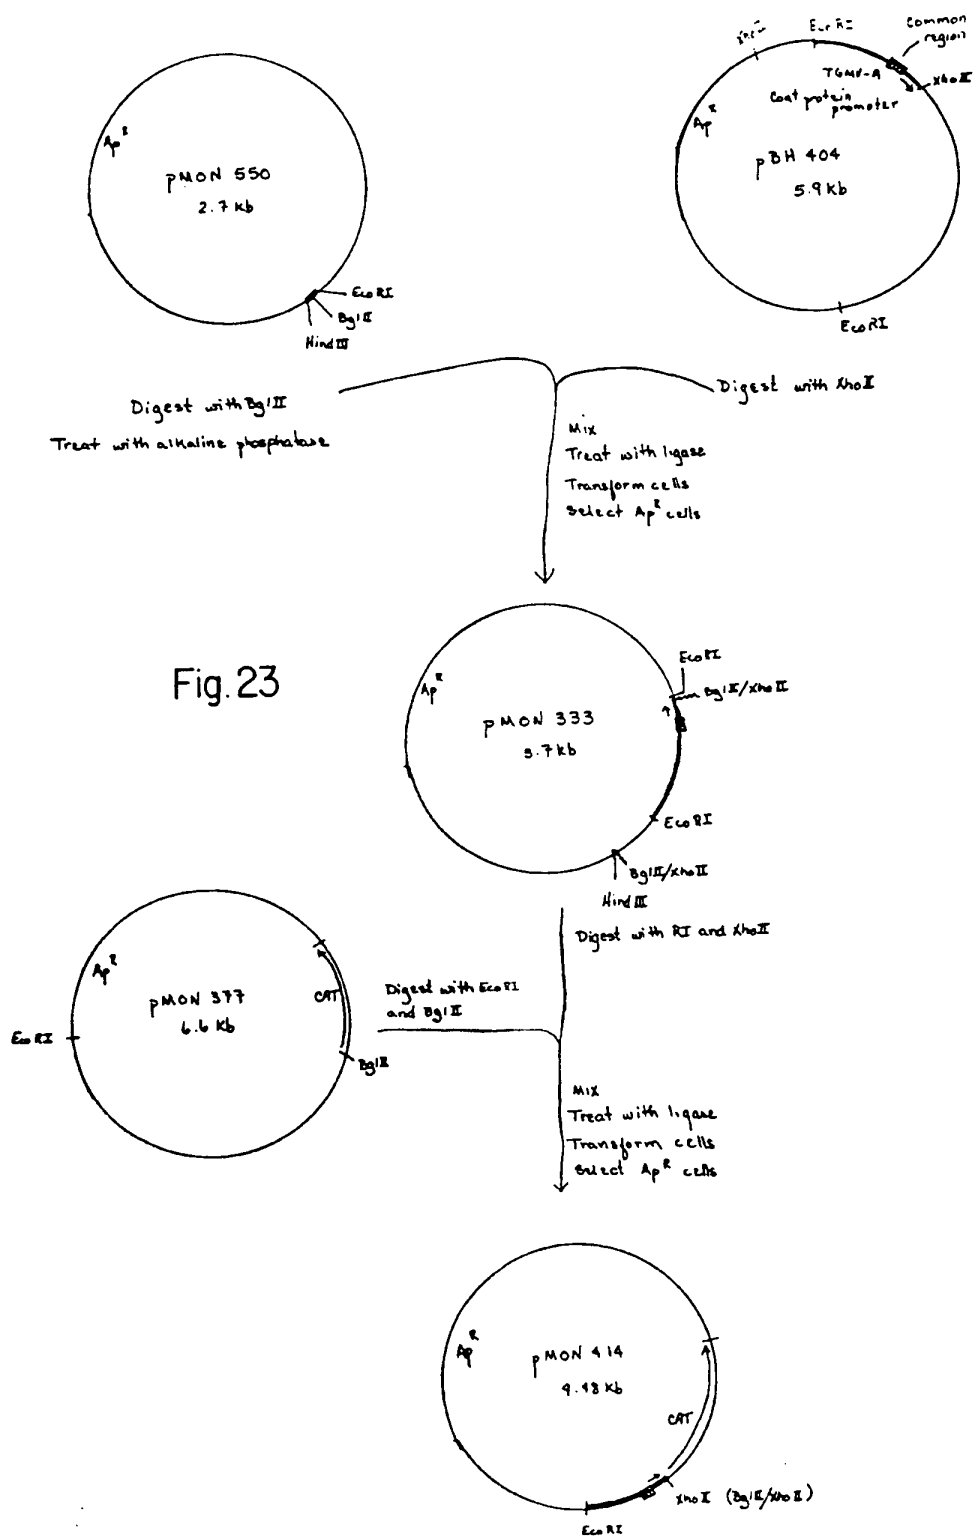 Ap R
pMON 550
2.7 kb
EcoRI
BglII
HindIII
EcoRI
Common
region
TGMV-A
XhoII
Coat protein
promoter
Ap R
pBH 404
5.9 kb
EcoRI
Digest with BglII
Treat with alkaline phosphatase
Digest with XhoII
Mix
Treat with ligase
Transform cells
Select Ap R cells
Fig. 23
Ap R
pMON 333
3.7 kb
EcoRI
BglII/XhoII
EcoRI
BglII/XhoII
HindIII
Digest with RI and XhoII
Ap R
pMON 377
6.6 Kb
CAT
EcoRI
BglII
Digest with EcoRI
and BglII
Mix
Treat with ligase
Transform cells
Select Ap R cells
Ap R
pMON 414
CAT
XhoII (BglII/XhoII)
EcoRI